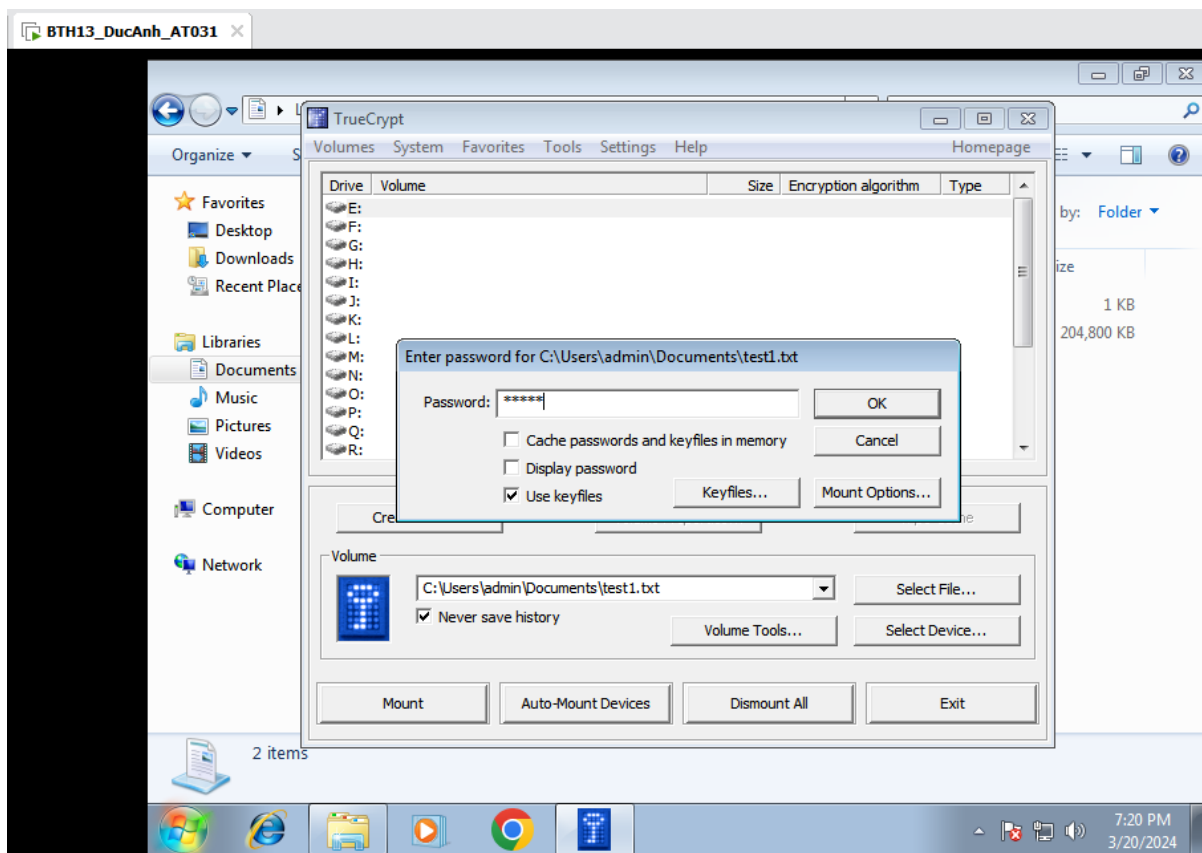 BTH13_DucAnh_AT031
Organize
TrueCrypt
Volumes System Favorites Tools Settings Help Homepage
Drive Volume Size Encryption algorithm Type
E:
F:
G:
H:
I:
J:
K:
L:
M:
N:
O:
P:
Q:
R:
Favorites
Desktop
Downloads
Recent Place
Libraries
Documents
Music
Pictures
Videos
Computer
Network
by: Folder
1 KB
204,800 KB
Enter password for C:\Users\admin\Documents\test1.txt
Password: *****
OK
Cache passwords and keyfiles in memory
Cancel
Display password
Use keyfiles
Keyfiles...
Mount Options...
Volume
C:\Users\admin\Documents\test1.txt
Select File...
Never save history
Volume Tools...
Select Device...
Mount
Auto-Mount Devices
Dismount All
Exit
2 items
7:20 PM
3/20/2024